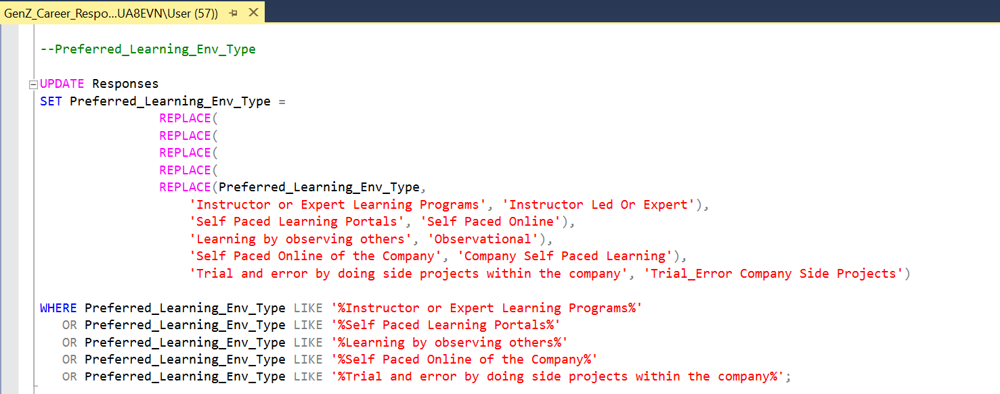 GenZ_Career_Respo...UA8EVN\User (57))
--Preferred_Learning_Env_Type
UPDATE Responses
SET Preferred_Learning_Env_Type =
REPLACE(
REPLACE(
REPLACE(
REPLACE(
REPLACE(Preferred_Learning_Env_Type,
'Instructor or Expert Learning Programs', 'Instructor Led Or Expert'),
'Self Paced Learning Portals', 'Self Paced Online'),
'Learning by observing others', 'Observational'),
'Self Paced Online of the Company', 'Company Self Paced Learning'),
'Trial and error by doing side projects within the company', 'Trial_Error Company Side Projects')
WHERE Preferred_Learning_Env_Type LIKE '%Instructor or Expert Learning Programs%'
OR Preferred_Learning_Env_Type LIKE '%Self Paced Learning Portals%'
OR Preferred_Learning_Env_Type LIKE '%Learning by observing others%'
OR Preferred_Learning_Env_Type LIKE '%Self Paced Online of the Company%'
OR Preferred_Learning_Env_Type LIKE '%Trial and error by doing side projects within the company%';